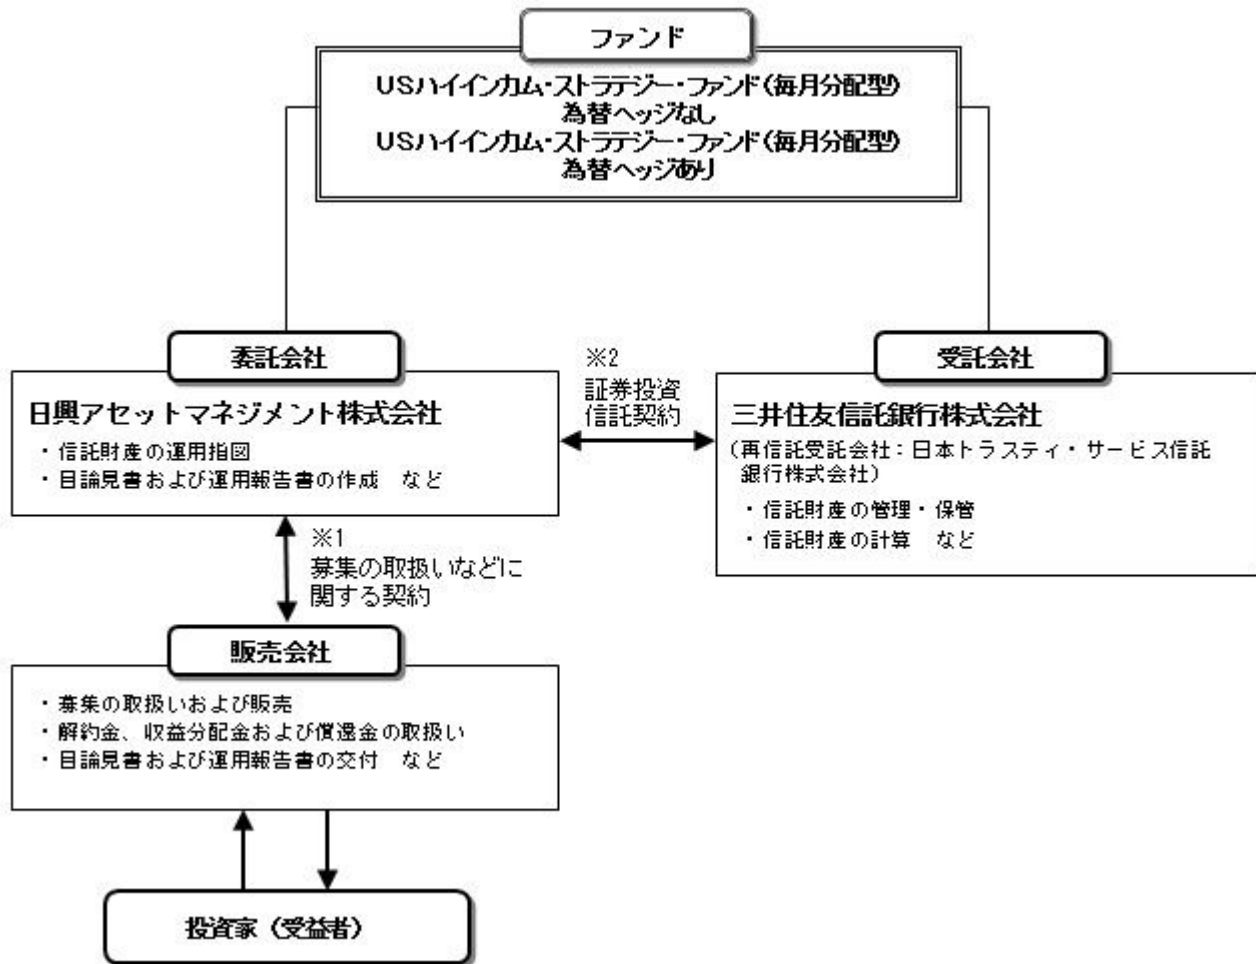 ファンド
USハイインカム・ストラテジー・ファンド(毎月分配型)
為替ヘッジなし
USハイインカム・ストラテジー・ファンド(毎月分配型)
為替ヘッジあり
委託会社
日興アセットマネジメント株式会社
・信託財産の運用指図
・目論見書および運用報告書の作成 など
※2
証券投資
信託契約
受託会社
三井住友信託銀行株式会社
(再信託受託会社:日本トラスティ・サービス信託
銀行株式会社)
・信託財産の管理・保管
・信託財産の計算 など
※1
募集の取扱いなどに
関する契約
販売会社
・募集の取扱いおよび販売
・解約金、収益分配金および償還金の取扱い
・目論見書および運用報告書の交付 など
投資家(受益者)